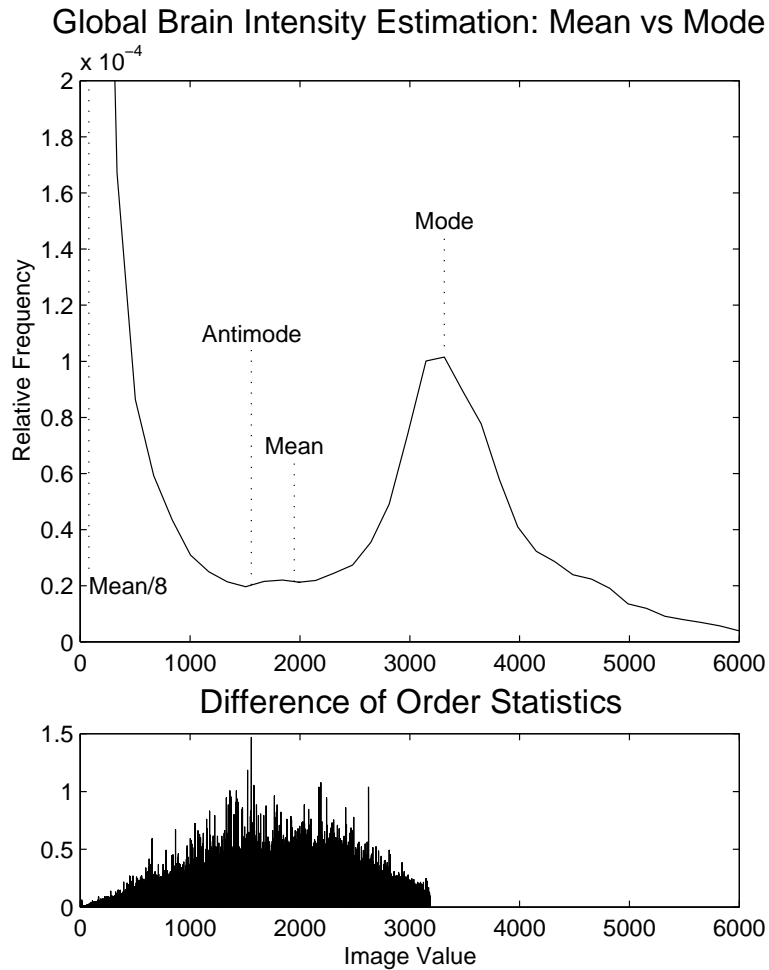 Global Brain Intensity Estimation: Mean vs Mode
x 10⁻⁴
2
1.8
1.6
1.4
1.2
1
0.8
0.6
0.4
0.2
0
Relative Frequency
Mode
Antimode
Mean
Mean/8
0 1000 2000 3000 4000 5000 6000
Difference of Order Statistics
1.5
1
0.5
0
0 1000 2000 3000 4000 5000 6000
Image Value